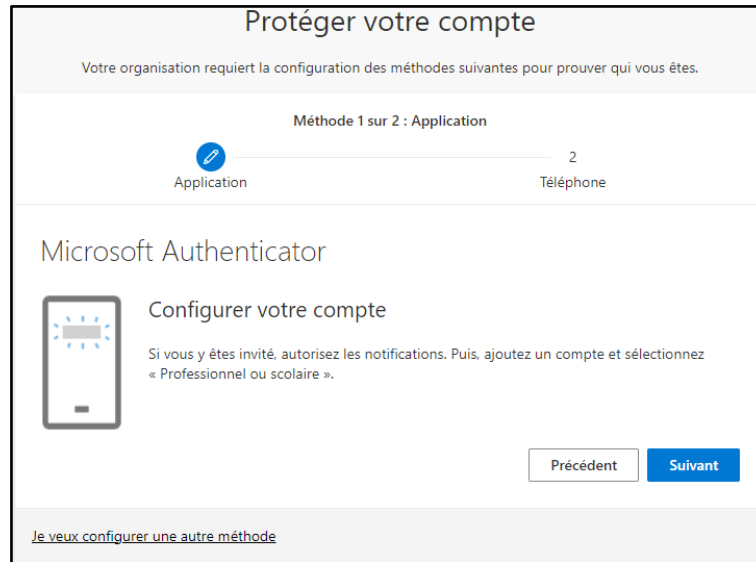 Protéger votre compte
Votre organisation requiert la configuration des méthodes suivantes pour prouver qui vous êtes.
Méthode 1 sur 2 : Application
2
Application
Téléphone
Microsoft Authenticator
Configurer votre compte
Si vous y êtes invité, autorisez les notifications. Puis, ajoutez un compte et sélectionnez
« Professionnel ou scolaire ».
Précédent
Suivant
Je veux configurer une autre méthode